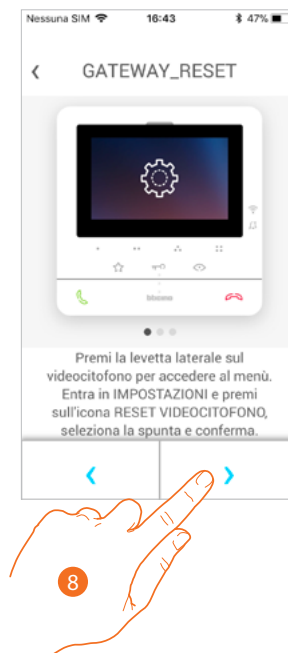 Nessuna SIM 16:43 47%
GATEWAY_RESET
bticino
Premi la levetta laterale sul
videocitofono per accedere al menù.
Entra in IMPOSTAZIONI e premi
sull'icona RESET VIDEOCITOFONO,
seleziona la spunta e conferma.
8